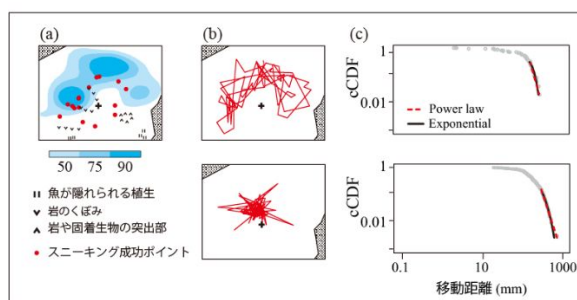 (a)
(b)
(c)
50 75 90
魚が隠れられる植生
岩のくぼみ
岩や固着生物の突出部
スニーキング成功ポイント
cCDF
1
0.01
Power law
Exponential
cCDF
1
0.01
0.1 10 1000
移動距離 (mm)